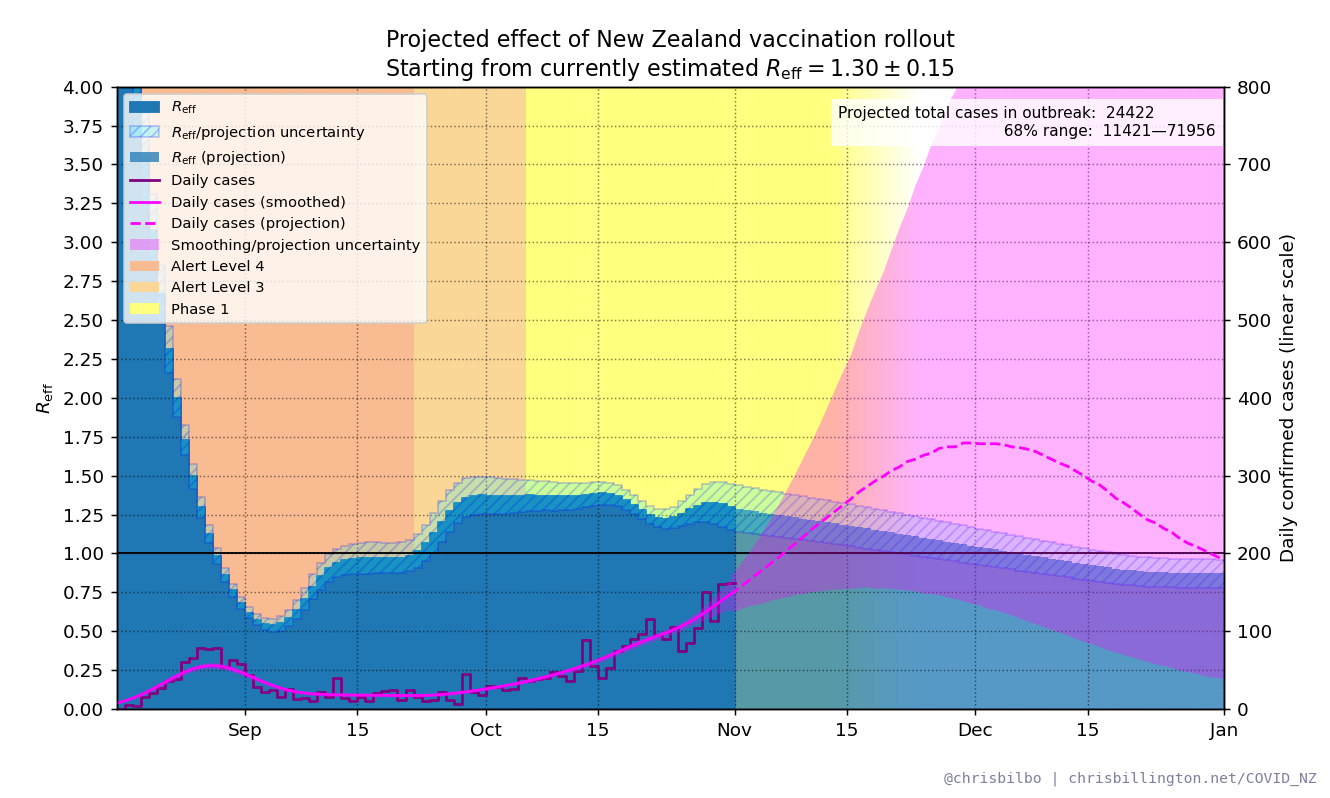 Projected effect of New Zealand vaccination rollout
Starting from currently estimated R_eff = 1.30 ± 0.15
4.00
3.75
3.50
3.25
3.00
2.75
2.50
2.25
2.00
1.75
1.50
1.25
1.00
0.75
0.50
0.25
0.00
R_eff
R_eff
R_eff/projection uncertainty
R_eff (projection)
Daily cases
Daily cases (smoothed)
Daily cases (projection)
Smoothing/projection uncertainty
Alert Level 4
Alert Level 3
Phase 1
Projected total cases in outbreak: 24422
68% range: 11421—71956
800
700
600
500
400
300
200
100
0
Daily confirmed cases (linear scale)
Sep 15 Oct 15 Nov 15 Dec 15 Jan
@chrisbilbo | chrisbillington.net/COVID_NZ